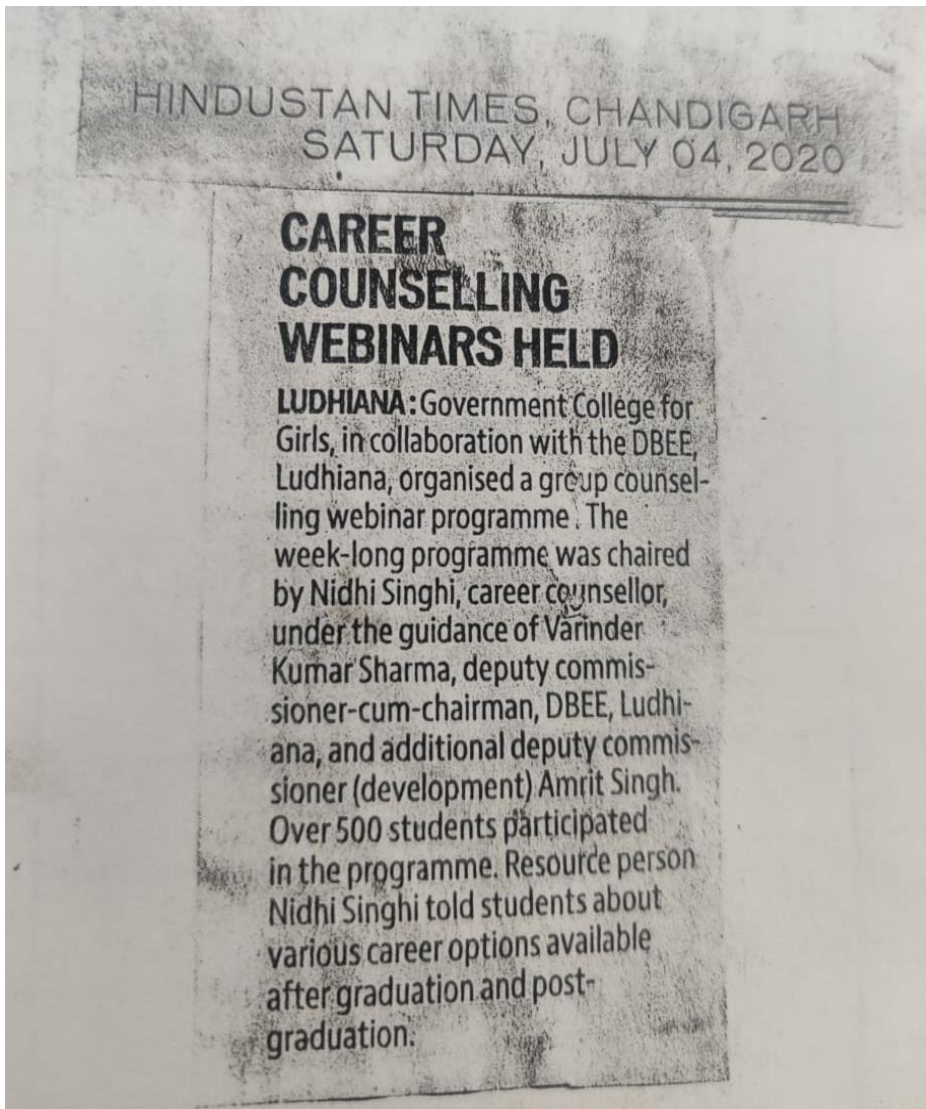 HINDUSTAN TIMES, CHANDIGARH
SATURDAY, JULY 04, 2020
CAREER
COUNSELLING
WEBINARS HELD
LUDHIANA: Government College for
Girls, in collaboration with the DBEE,
Ludhiana, organised a group counsel-
ling webinar programme. The
week-long programme was chaired
by Nidhi Singhi, career counsellor,
under the guidance of Varinder
Kumar Sharma, deputy commis-
sioner-cum-chairman, DBEE, Ludhi-
ana, and additional deputy commis-
sioner (development) Amrit Singh.
Over 500 students participated
in the programme. Resource person
Nidhi Singhi told students about
various career options available
after graduation and post-
graduation.